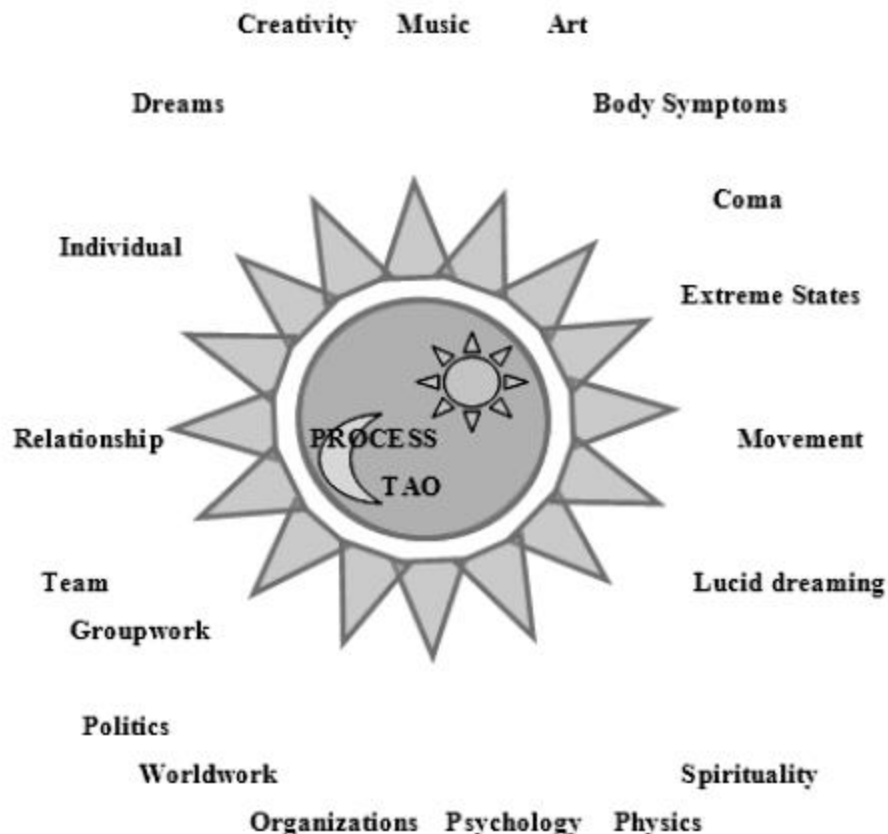 Creativity Music Art
Dreams Body Symptoms
Coma
Individual
Extreme States
Relationship PROCESS Movement
TAO
Team Lucid dreaming
Groupwork
Politics
Worldwork Spirituality
Organizations Psychology Physics